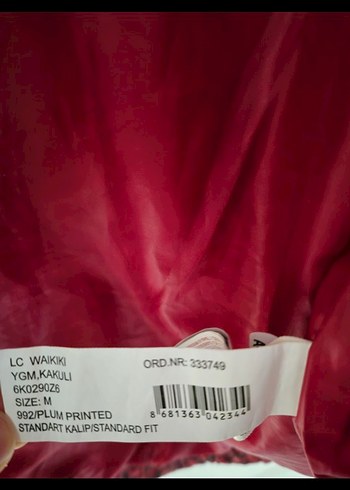 LC WAIKIKI
ORD.NR: 333749
YGM,KAKULI
6K0290Z6
SIZE: M
992/PLUM PRINTED
STANDART KALIP/STANDARD FIT
8 681363 042344